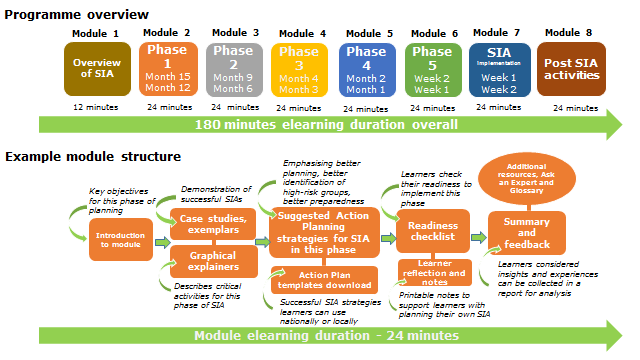 Programme overview
Module 1
Module 2
Module 3
Module 4
Module 5
Module 6
Module 7
Module 8
Overview
of SIA
Phase
1
Month 15
Month 12
Phase
2
Month 9
Month 6
Phase
3
Month 4
Month 3
Phase
4
Month 2
Month 1
Phase
5
Week 2
Week 1
SIA
Implementation
Week 1
Week 2
Post SIA
activities
12 minutes
24 minutes
24 minutes
24 minutes
24 minutes
24 minutes
24 minutes
24 minutes
180 minutes elearning duration overall
Example module structure
Key objectives
for this phase of
planning
Introduction
to module
Demonstration of
successful SIAs
Case studies,
exemplars
Graphical
explainers
Describes critical
activities for this
phase of SIA
Emphasising better
planning, better
identification of
high-risk groups,
better preparedness
Suggested Action
Planning
strategies for SIA
in this phase
Action Plan
templates download
Successful SIA strategies
learners can use
nationally or locally
Learners check
their readiness to
implement this
phase
Readiness
checklist
Learner
reflection and
notes
Printable notes to
support learners with
planning their own SIA
Additional
resources, Ask
an Expert and
Glossary
Summary
and
feedback
Learners considered
insights and experiences
can be collected in a
report for analysis
Module elearning duration - 24 minutes